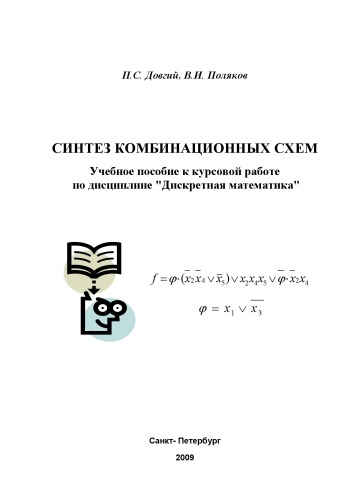 П.С. Довгий, В.И. Поляков
СИНТЕЗ КОМБИНАЦИОННЫХ СХЕМ
Учебное пособие к курсовой работе
по дисциплине "Дискретная математика"
f = φ·(x̅₂x̅₄ ∨ x̅₅) ∨ x₂x₄x₅ ∨ φ̅·x̅₂x₄
φ = x₁ ∨ x̅₃
Санкт- Петербург
2009